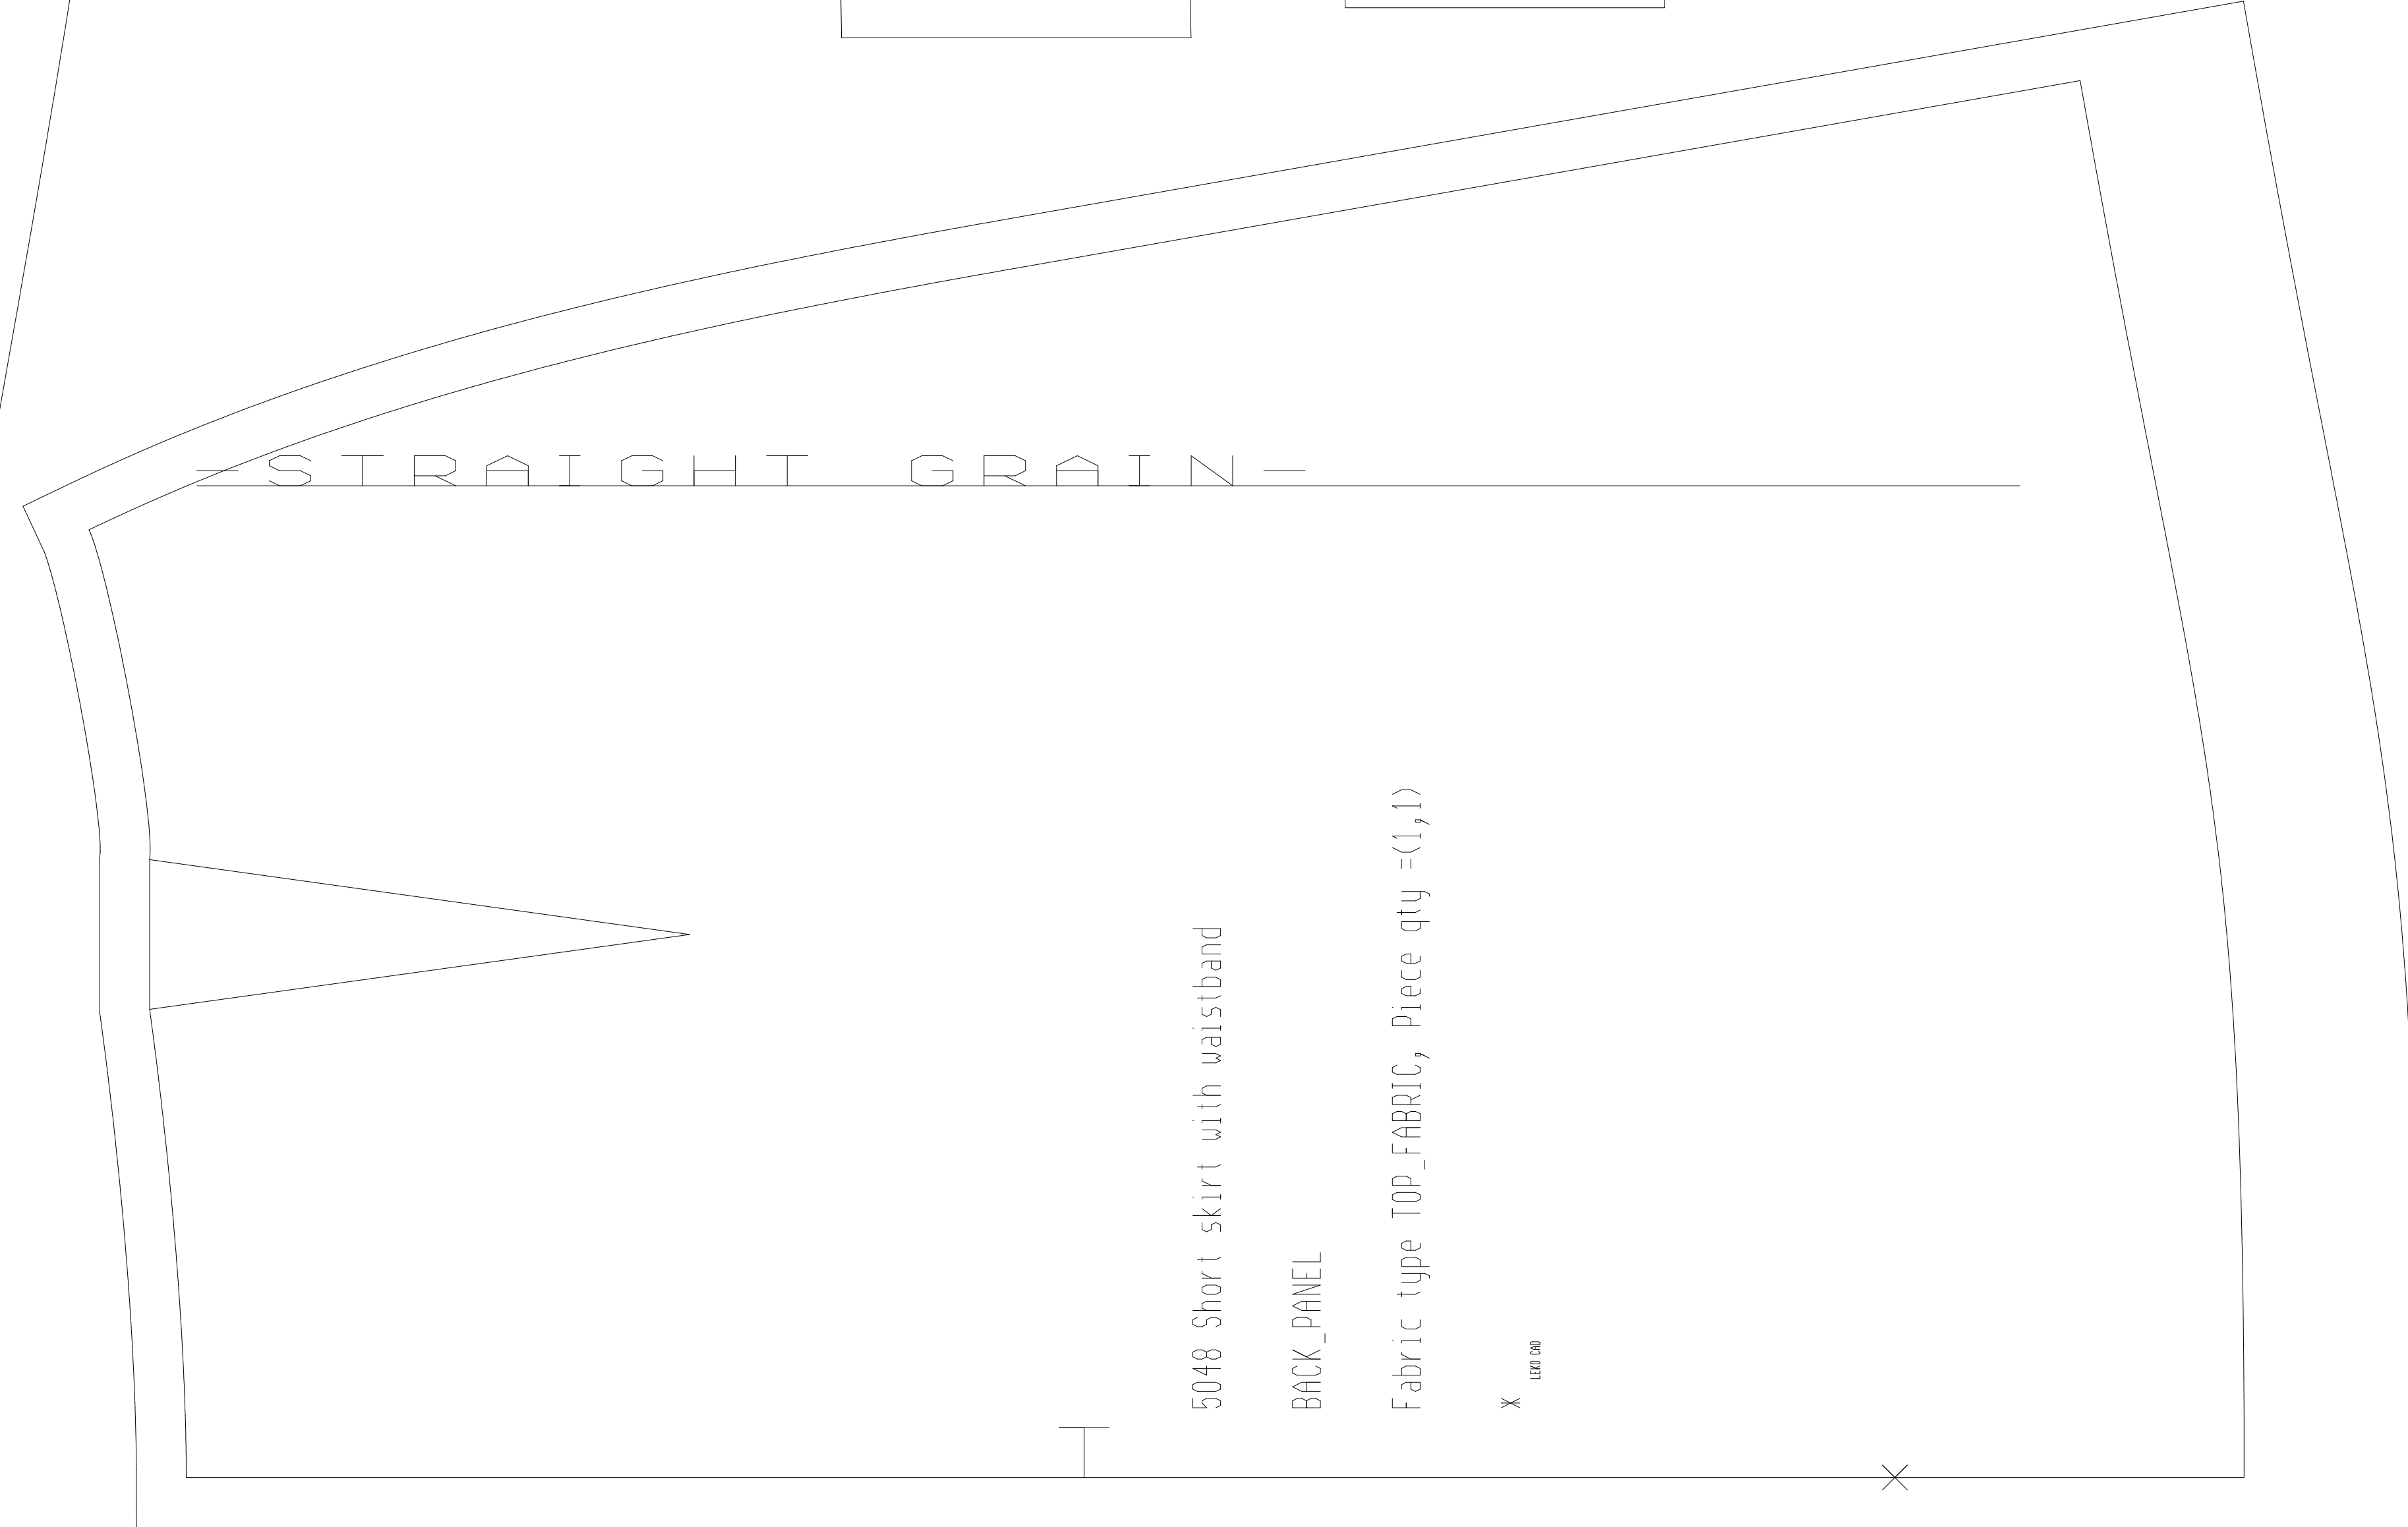 -STRAIGHT GRAIN-
5048 Short skirt with waistband
BACK_PANEL
Fabric type TOP_FABRIC, Piece qty =(1,1)
*
LEKO CAD